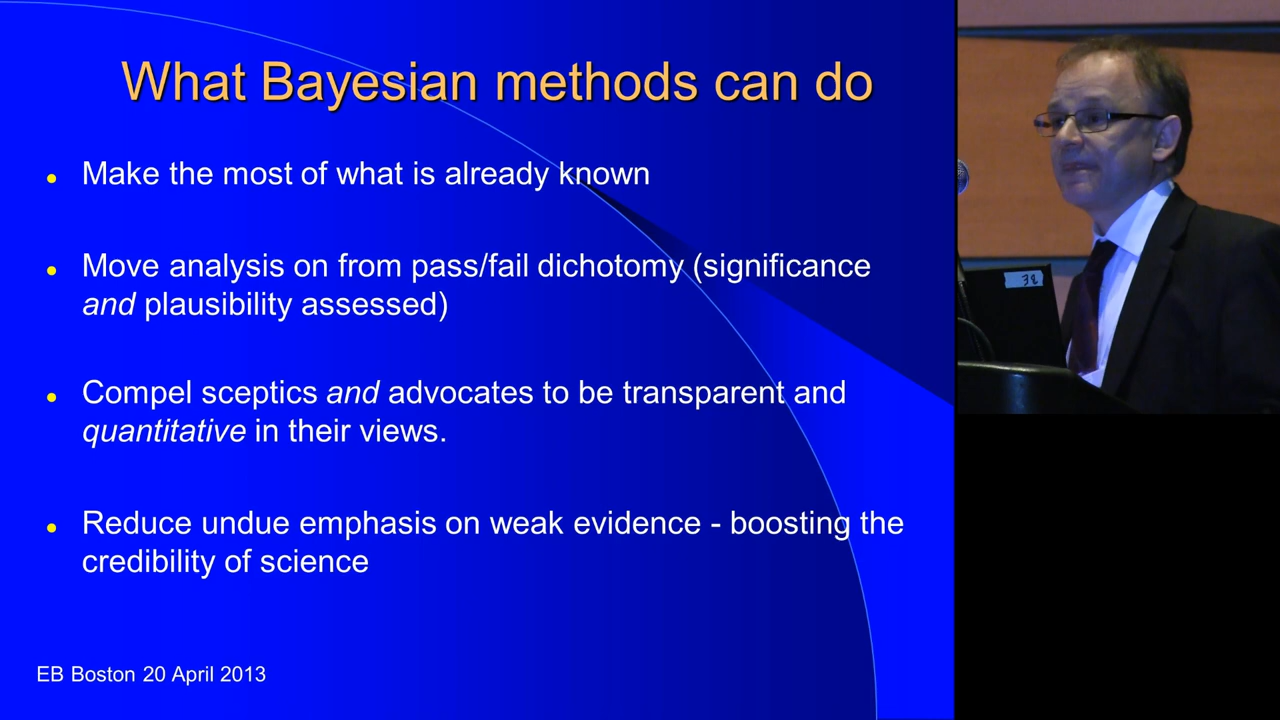 What Bayesian methods can do
Make the most of what is already known
Move analysis on from pass/fail dichotomy (significance
and plausibility assessed)
Compel sceptics and advocates to be transparent and
quantitative in their views.
Reduce undue emphasis on weak evidence - boosting the
credibility of science
EB Boston 20 April 2013